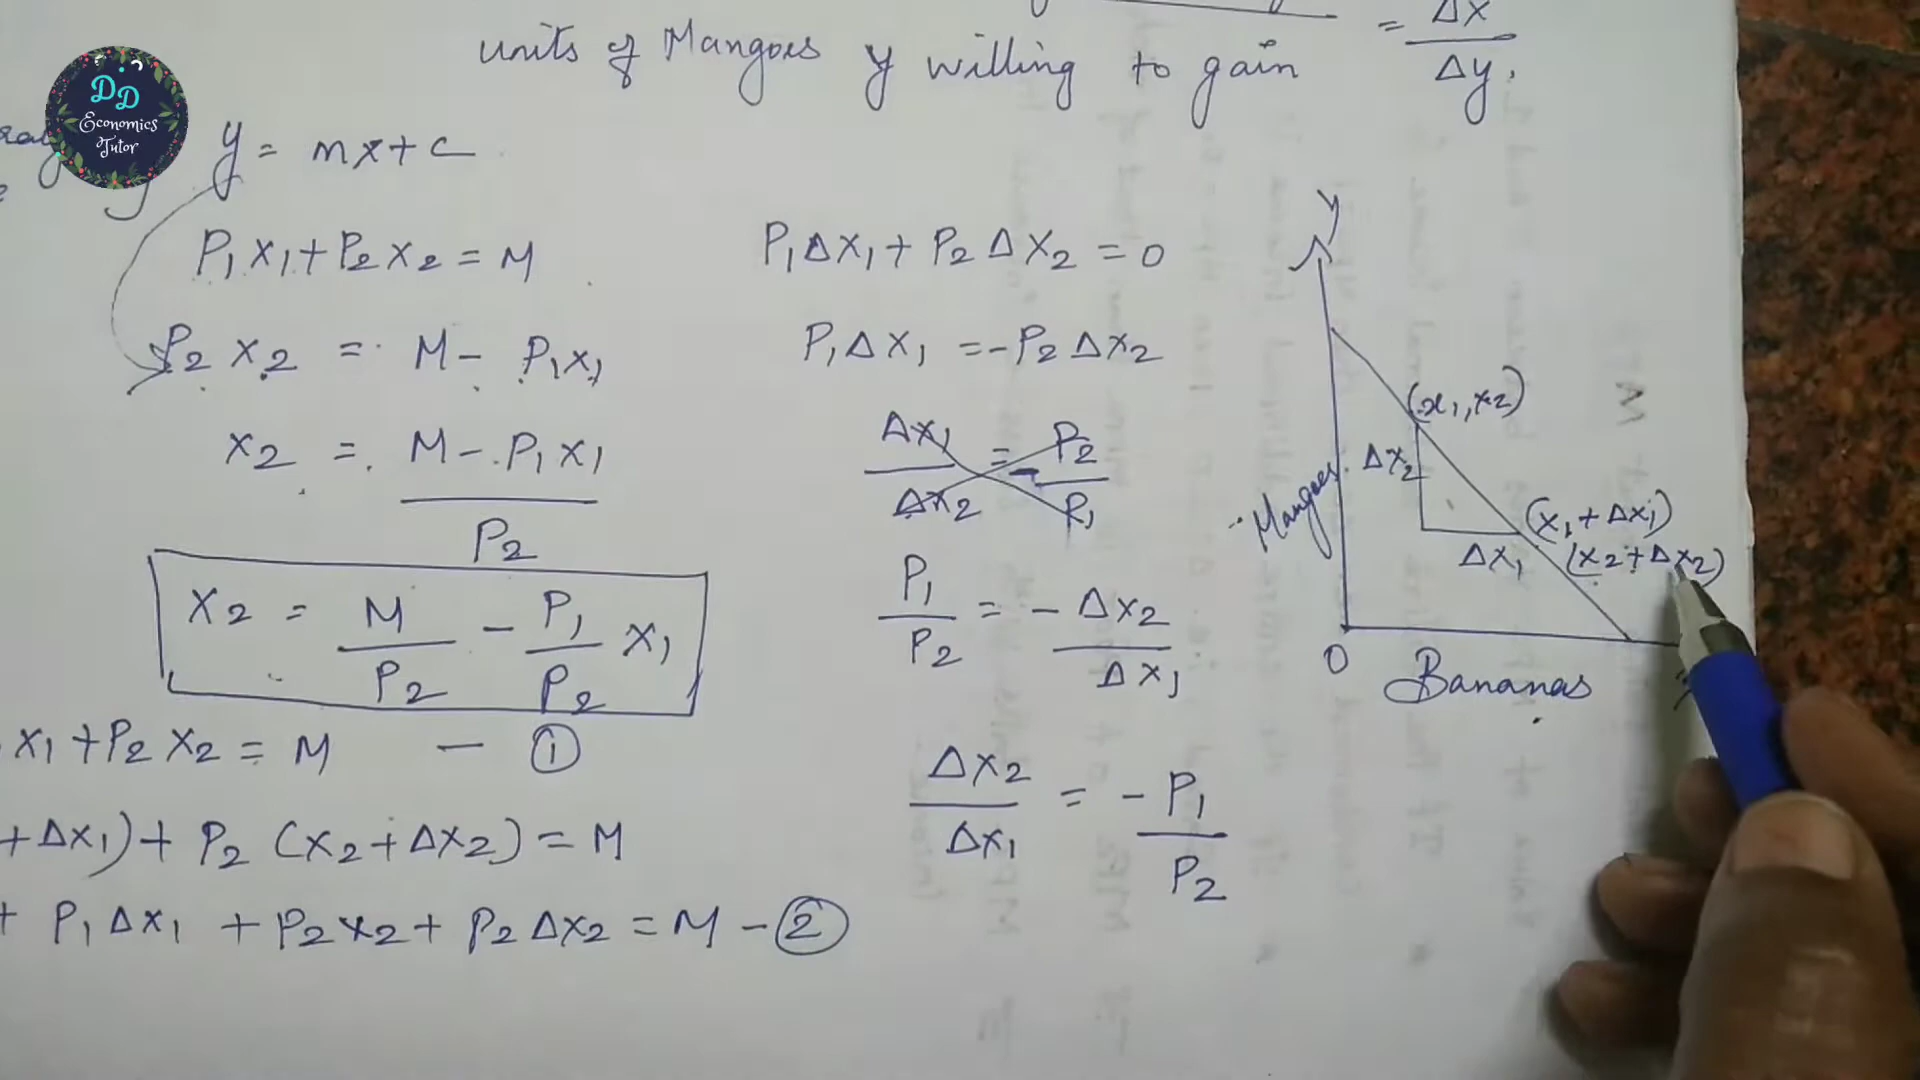 DD
Economics
Tutor
units of Mangoes y willing to gain = Δx / Δy.
y = mx + c
P₁x₁ + P₂x₂ = M
P₂x₂ = M - P₁x₁
x₂ = M - P₁x₁ / P₂
x₂ = M / P₂ - P₁ / P₂ x₁
x₁ + P₂x₂ = M — ①
+ Δx₁) + P₂ (x₂ + Δx₂) = M
+ P₁Δx₁ + P₂x₂ + P₂Δx₂ = M - ②
P₁Δx₁ + P₂Δx₂ = 0
P₁Δx₁ = -P₂Δx₂
Δx₁ / Δx₂ = - P₂ / P₁
P₁ / P₂ = - Δx₂ / Δx₁
Δx₂ / Δx₁ = - P₁ / P₂
y
(x₁, x₂)
Δx₂
Mangoes
(x₁ + Δx₁)
(x₂ + Δx₂)
Δx₁
O
Bananas